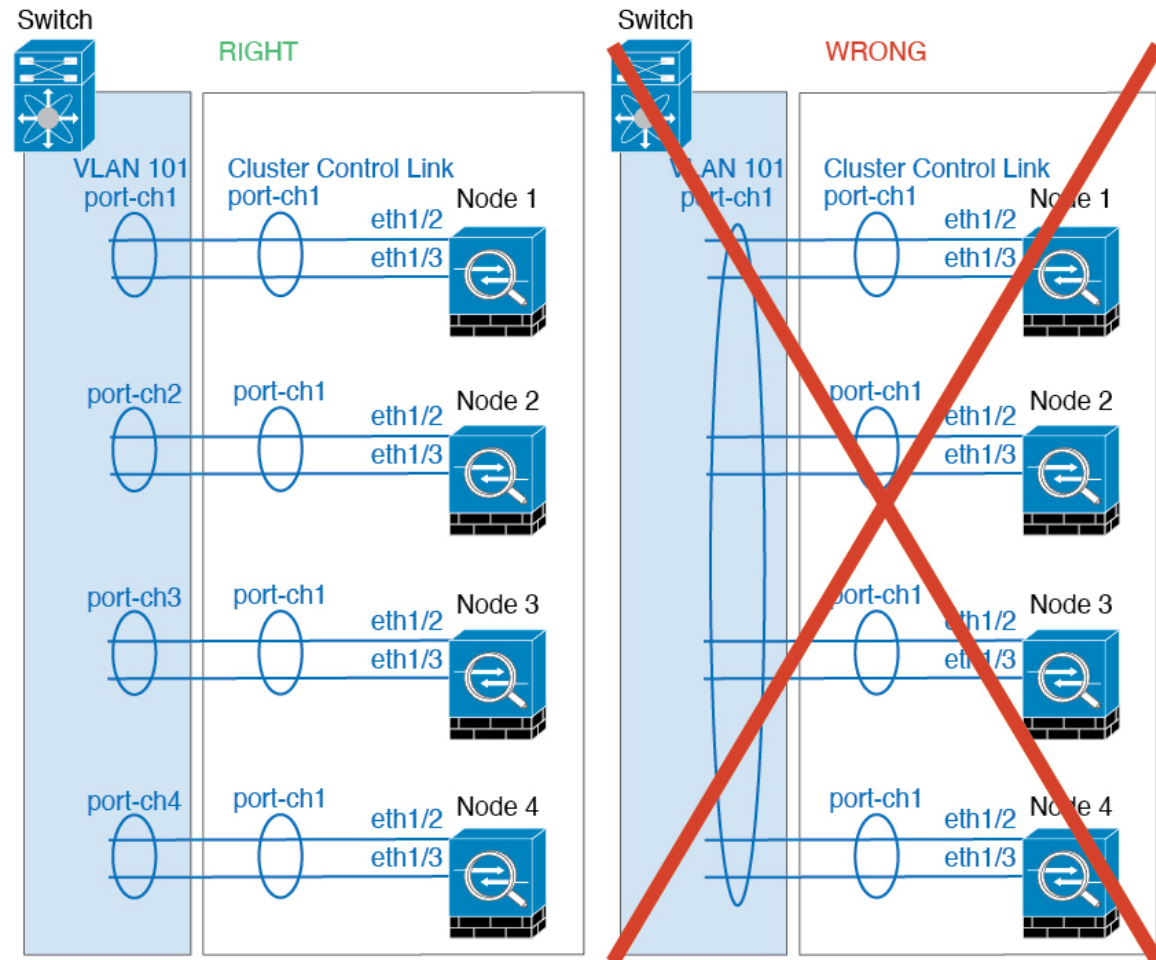 Switch
RIGHT
VLAN 101
port-ch1
Cluster Control Link
port-ch1
Node 1
eth1/2
eth1/3
port-ch2
port-ch1
Node 2
eth1/2
eth1/3
port-ch3
port-ch1
Node 3
eth1/2
eth1/3
port-ch4
port-ch1
Node 4
eth1/2
eth1/3
Switch
WRONG
VLAN 101
port-ch1
Cluster Control Link
port-ch1
Node 1
eth1/2
eth1/3
port-ch1
Node 2
eth1/2
eth1/3
port-ch1
Node 3
eth1/2
eth1/3
port-ch1
Node 4
eth1/2
eth1/3